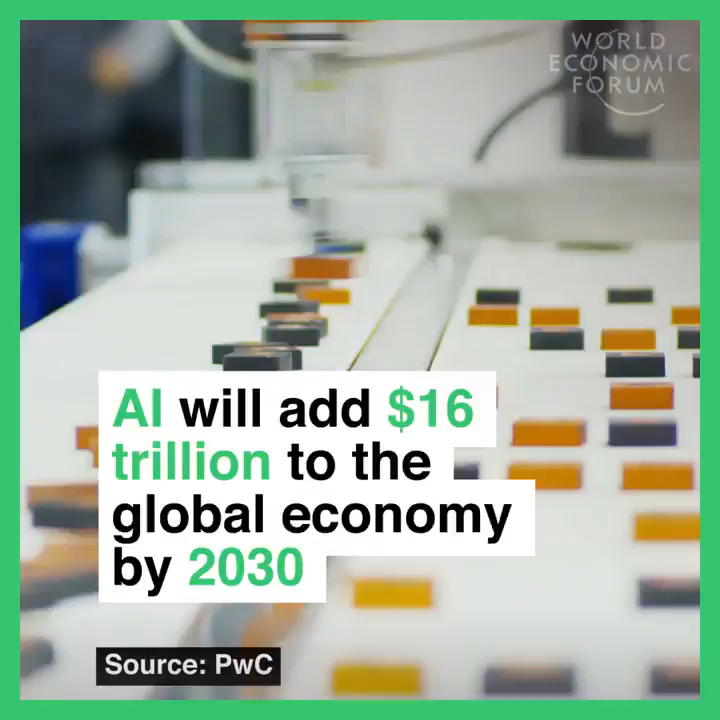 WORLD
ECONOMIC
FORUM
AI will add $16
trillion to the
global economy
by 2030
Source: PwC